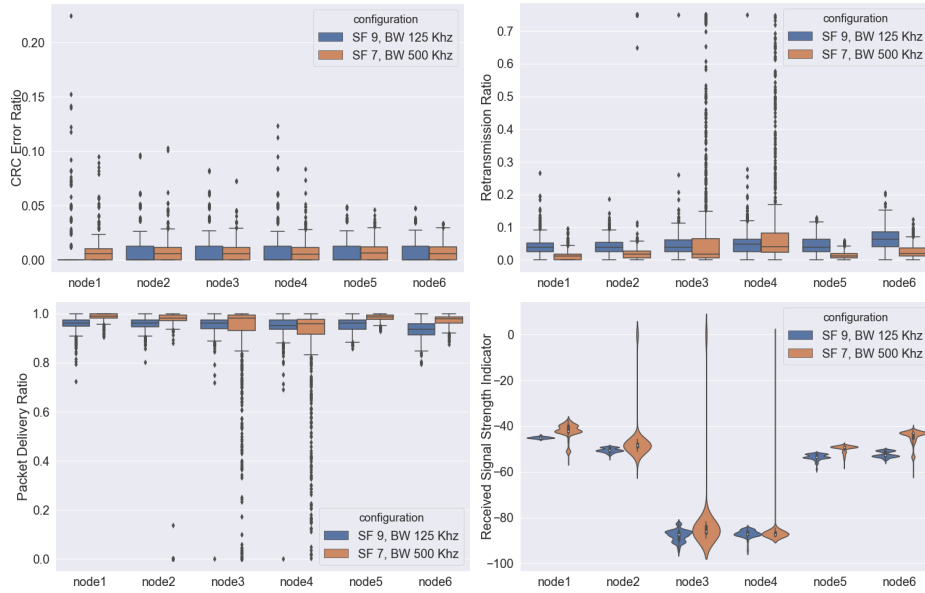 CRC Error Ratio
0.20
0.15
0.10
0.05
0.00
configuration
SF 9, BW 125 Khz
SF 7, BW 500 Khz
node1 node2 node3 node4 node5 node6
Retransmission Ratio
0.7
0.6
0.5
0.4
0.3
0.2
0.1
0.0
configuration
SF 9, BW 125 Khz
SF 7, BW 500 Khz
node1 node2 node3 node4 node5 node6
Packet Delivery Ratio
1.0
0.8
0.6
0.4
0.2
0.0
configuration
SF 9, BW 125 Khz
SF 7, BW 500 Khz
node1 node2 node3 node4 node5 node6
Received Signal Strength Indicator
0
−20
−40
−60
−80
−100
configuration
SF 9, BW 125 Khz
SF 7, BW 500 Khz
node1 node2 node3 node4 node5 node6